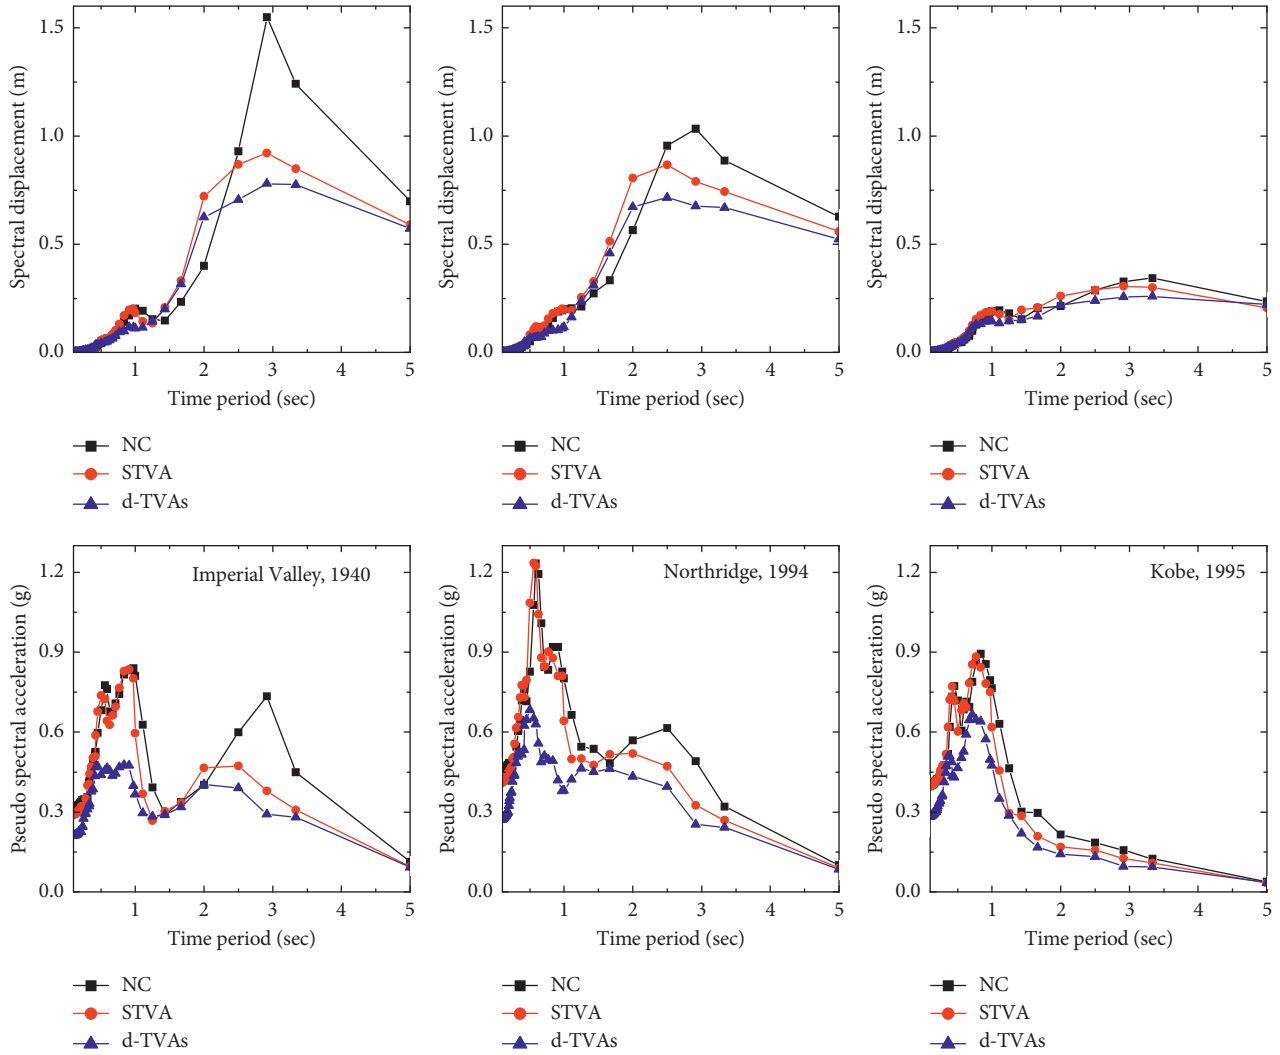 1.5
1.0
0.5
0.0
Spectral displacement (m)
1
2
3
4
5
Time period (sec)
NC
STVA
d-TVAs
1.5
1.0
0.5
0.0
Spectral displacement (m)
1
2
3
4
5
Time period (sec)
NC
STVA
d-TVAs
1.5
1.0
0.5
0.0
Spectral displacement (m)
1
2
3
4
5
Time period (sec)
NC
STVA
d-TVAs
Imperial Valley, 1940
1.2
0.9
0.6
0.3
0.0
Pseudo spectral acceleration (g)
1
2
3
4
5
Time period (sec)
NC
STVA
d-TVAs
Northridge, 1994
1.2
0.9
0.6
0.3
0.0
Pseudo spectral acceleration (g)
1
2
3
4
5
Time period (sec)
NC
STVA
d-TVAs
Kobe, 1995
1.2
0.9
0.6
0.3
0.0
Pseudo spectral acceleration (g)
1
2
3
4
5
Time period (sec)
NC
STVA
d-TVAs